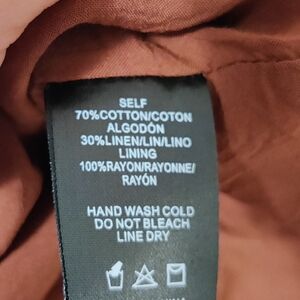 SELF
70%COTTON/COTON
ALGODÓN
30%LINEN/LIN/LINO
LINING
100%RAYON/RAYONNE/
RAYÓN
HAND WASH COLD
DO NOT BLEACH
LINE DRY